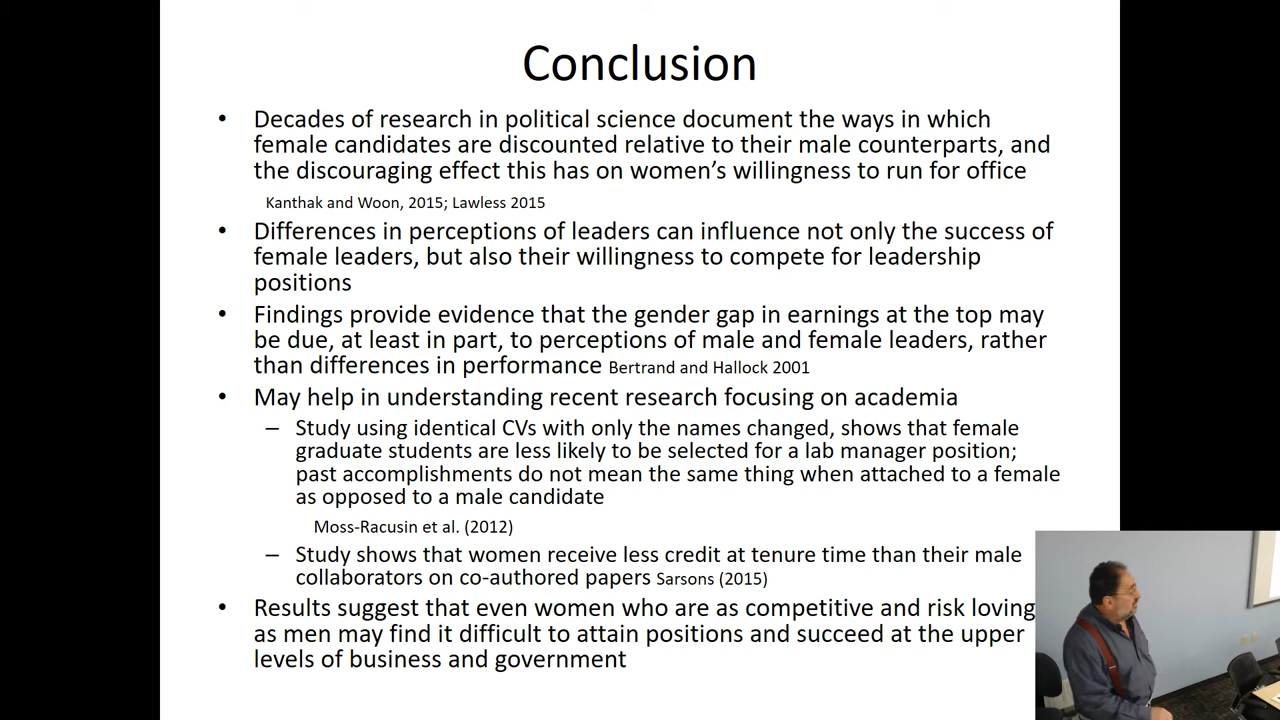 Conclusion
• Decades of research in political science document the ways in which
female candidates are discounted relative to their male counterparts, and
the discouraging effect this has on women’s willingness to run for office
Kanthak and Woon, 2015; Lawless 2015
• Differences in perceptions of leaders can influence not only the success of
female leaders, but also their willingness to compete for leadership
positions
• Findings provide evidence that the gender gap in earnings at the top may
be due, at least in part, to perceptions of male and female leaders, rather
than differences in performance Bertrand and Hallock 2001
• May help in understanding recent research focusing on academia
– Study using identical CVs with only the names changed, shows that female
graduate students are less likely to be selected for a lab manager position;
past accomplishments do not mean the same thing when attached to a female
as opposed to a male candidate
Moss-Racusin et al. (2012)
– Study shows that women receive less credit at tenure time than their male
collaborators on co-authored papers Sarsons (2015)
• Results suggest that even women who are as competitive and risk loving
as men may find it difficult to attain positions and succeed at the upper
levels of business and government